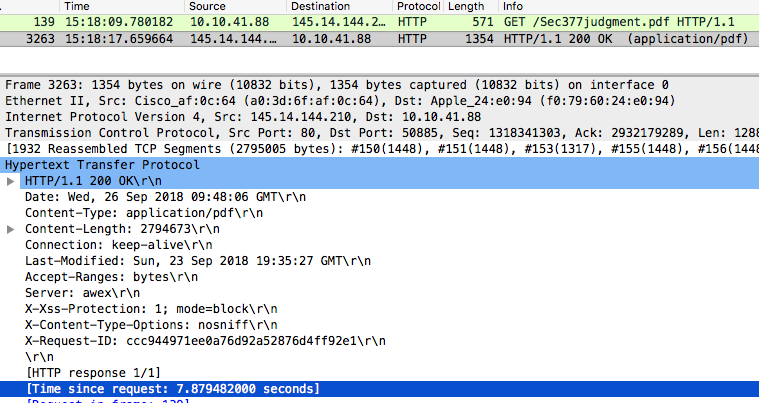 Time Source Destination Protocol Length Info
139 15:18:09.780182 10.10.41.88 145.14.144.2… HTTP 571 GET /Sec377judgment.pdf HTTP/1.1
3263 15:18:17.659664 145.14.144.… 10.10.41.88 HTTP 1354 HTTP/1.1 200 OK (application/pdf)
Frame 3263: 1354 bytes on wire (10832 bits), 1354 bytes captured (10832 bits) on interface 0
Ethernet II, Src: Cisco_af:0c:64 (a0:3d:6f:af:0c:64), Dst: Apple_24:e0:94 (f0:79:60:24:e0:94)
Internet Protocol Version 4, Src: 145.14.144.210, Dst: 10.10.41.88
Transmission Control Protocol, Src Port: 80, Dst Port: 50885, Seq: 1318341303, Ack: 2932179289, Len: 128
[1932 Reassembled TCP Segments (2795005 bytes): #150(1448), #151(1448), #153(1317), #155(1448), #156(144
Hypertext Transfer Protocol
HTTP/1.1 200 OK\r\n
Date: Wed, 26 Sep 2018 09:48:06 GMT\r\n
Content-Type: application/pdf\r\n
Content-Length: 2794673\r\n
Connection: keep-alive\r\n
Last-Modified: Sun, 23 Sep 2018 19:35:27 GMT\r\n
Accept-Ranges: bytes\r\n
Server: awex\r\n
X-Xss-Protection: 1; mode=block\r\n
X-Content-Type-Options: nosniff\r\n
X-Request-ID: ccc944971ee0a76d92a52876d4ff92e1\r\n
\r\n
[HTTP response 1/1]
[Time since request: 7.879482000 seconds]
[Request in frame: 139]